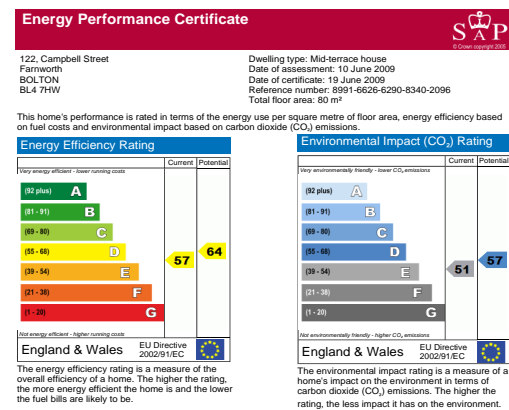 Energy Performance Certificate
SAP
© Crown copyright 2005
122, Campbell Street
Farnworth
BOLTON
BL4 7HW
Dwelling type: Mid-terrace house
Date of assessment: 10 June 2009
Date of certificate: 19 June 2009
Reference number: 8991-6626-6290-8340-2096
Total floor area: 80 m²
This home's performance is rated in terms of the energy use per square metre of floor area, energy efficiency based
on fuel costs and environmental impact based on carbon dioxide (CO₂) emissions.
Energy Efficiency Rating
Current Potential
Very energy efficient - lower running costs
(92 plus) A
(81 - 91) B
(69 - 80) C
(55 - 68) D
(39 - 54) E
(21 - 38) F
(1 - 20) G
57
64
Not energy efficient - higher running costs
England & Wales
EU Directive
2002/91/EC
The energy efficiency rating is a measure of the
overall efficiency of a home. The higher the rating,
the more energy efficient the home is and the lower
the fuel bills are likely to be.
Environmental Impact (CO₂) Rating
Current Potential
Very environmentally friendly - lower CO₂ emissions
(92 plus) A
(81 - 91) B
(69 - 80) C
(55 - 68) D
(39 - 54) E
(21 - 38) F
(1 - 20) G
51
57
Not environmentally friendly - higher CO₂ emissions
England & Wales
EU Directive
2002/91/EC
The environmental impact rating is a measure of a
home's impact on the environment in terms of
carbon dioxide (CO₂) emissions. The higher the
rating, the less impact it has on the environment.